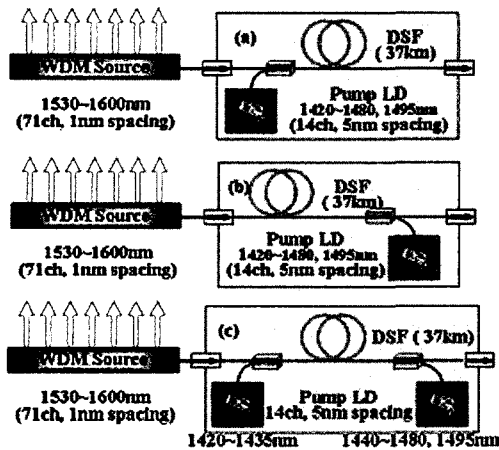 (a)
DSF
( 37km)
WDM Source
1530~1600nm
(71ch, 1nm spacing)
Pump LD
1420~1480, 1495nm
(14ch, 5nm spacing)
(b)
DSF
( 37km)
WDM Source
1530~1600nm
(71ch, 1nm spacing)
Pump LD
1420~1480, 1495nm
(14ch, 5nm spacing)
(c)
DSF ( 37km)
WDM Source
1530~1600nm
(71ch, 1nm spacing)
Pump LD
14ch, 5nm spacing
1420~1435nm
1440~1480, 1495nm